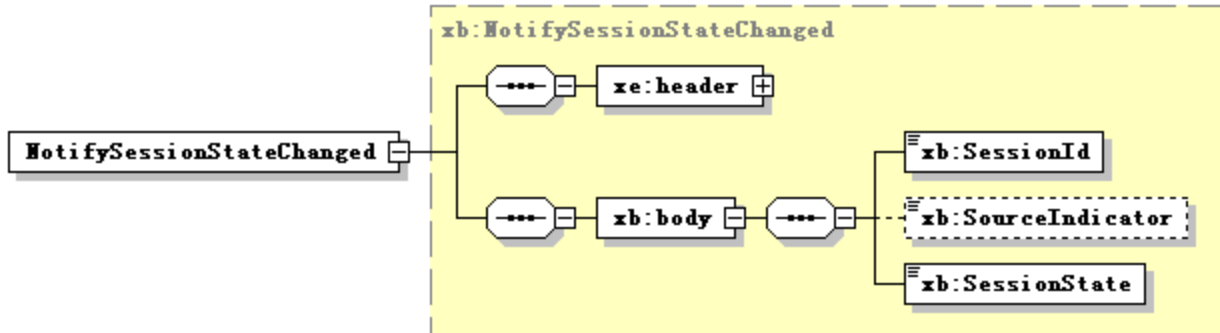 xb:NotifySessionStateChanged
xe:header
NotifySessionStateChanged
xb:SessionId
xb:body
xb:SourceIndicator
xb:SessionState